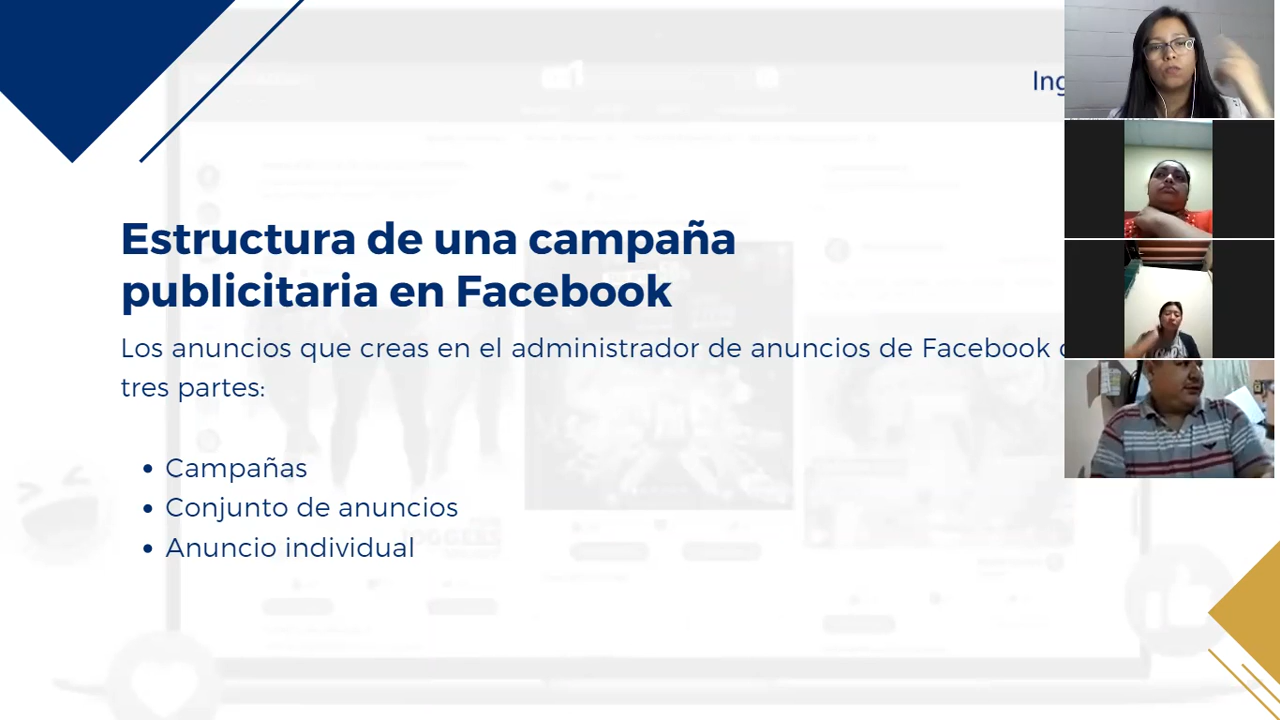 Estructura de una campaña
publicitaria en Facebook
Los anuncios que creas en el administrador de anuncios de Facebook
tres partes:
• Campañas
• Conjunto de anuncios
• Anuncio individual